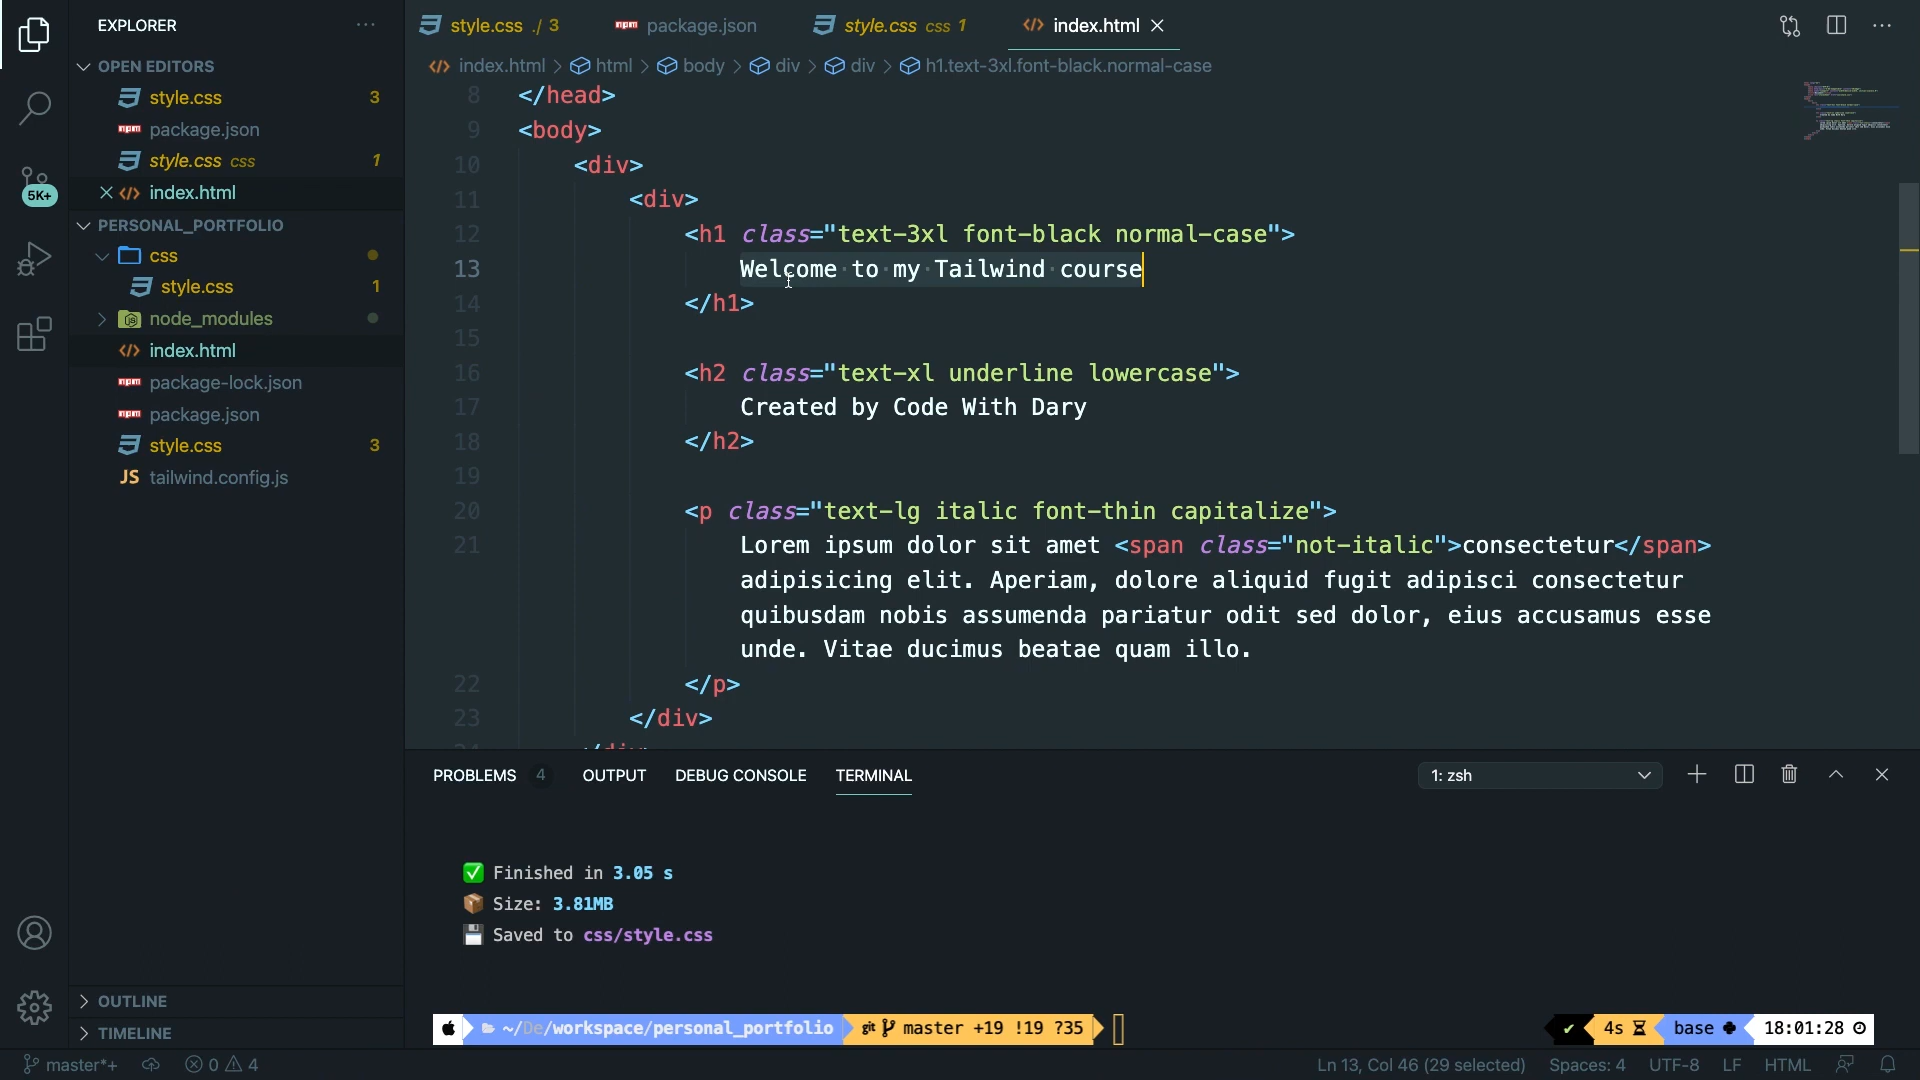 EXPLORER
OPEN EDITORS
style.css 3
package.json
style.css css 1
index.html
PERSONAL_PORTFOLIO
css
style.css 1
node_modules
index.html
package-lock.json
package.json
style.css 3
JS tailwind.config.js
5K+
OUTLINE
TIMELINE
style.css ./ 3
package.json
style.css css 1
index.html
index.html > html > body > div > div > h1.text-3xl.font-black.normal-case
8 </head>
9 <body>
10 <div>
11 <div>
12 <h1 class="text-3xl font-black normal-case">
13 Welcome to my Tailwind course
14 </h1>
15
16 <h2 class="text-xl underline lowercase">
17 Created by Code With Dary
18 </h2>
19
20 <p class="text-lg italic font-thin capitalize">
21 Lorem ipsum dolor sit amet <span class="not-italic">consectetur</span>
adipisicing elit. Aperiam, dolore aliquid fugit adipisci consectetur
quibusdam nobis assumenda pariatur odit sed dolor, eius accusamus esse
unde. Vitae ducimus beatae quam illo.
22 </p>
23 </div>
PROBLEMS 4 OUTPUT DEBUG CONSOLE TERMINAL 1: zsh
Finished in 3.05 s
Size: 3.81MB
Saved to css/style.css
~/De/workspace/personal_portfolio git master +19 !19 ?35 4s base 18:01:28
master*+ 0 4 Ln 13, Col 46 (29 selected) Spaces: 4 UTF-8 LF HTML